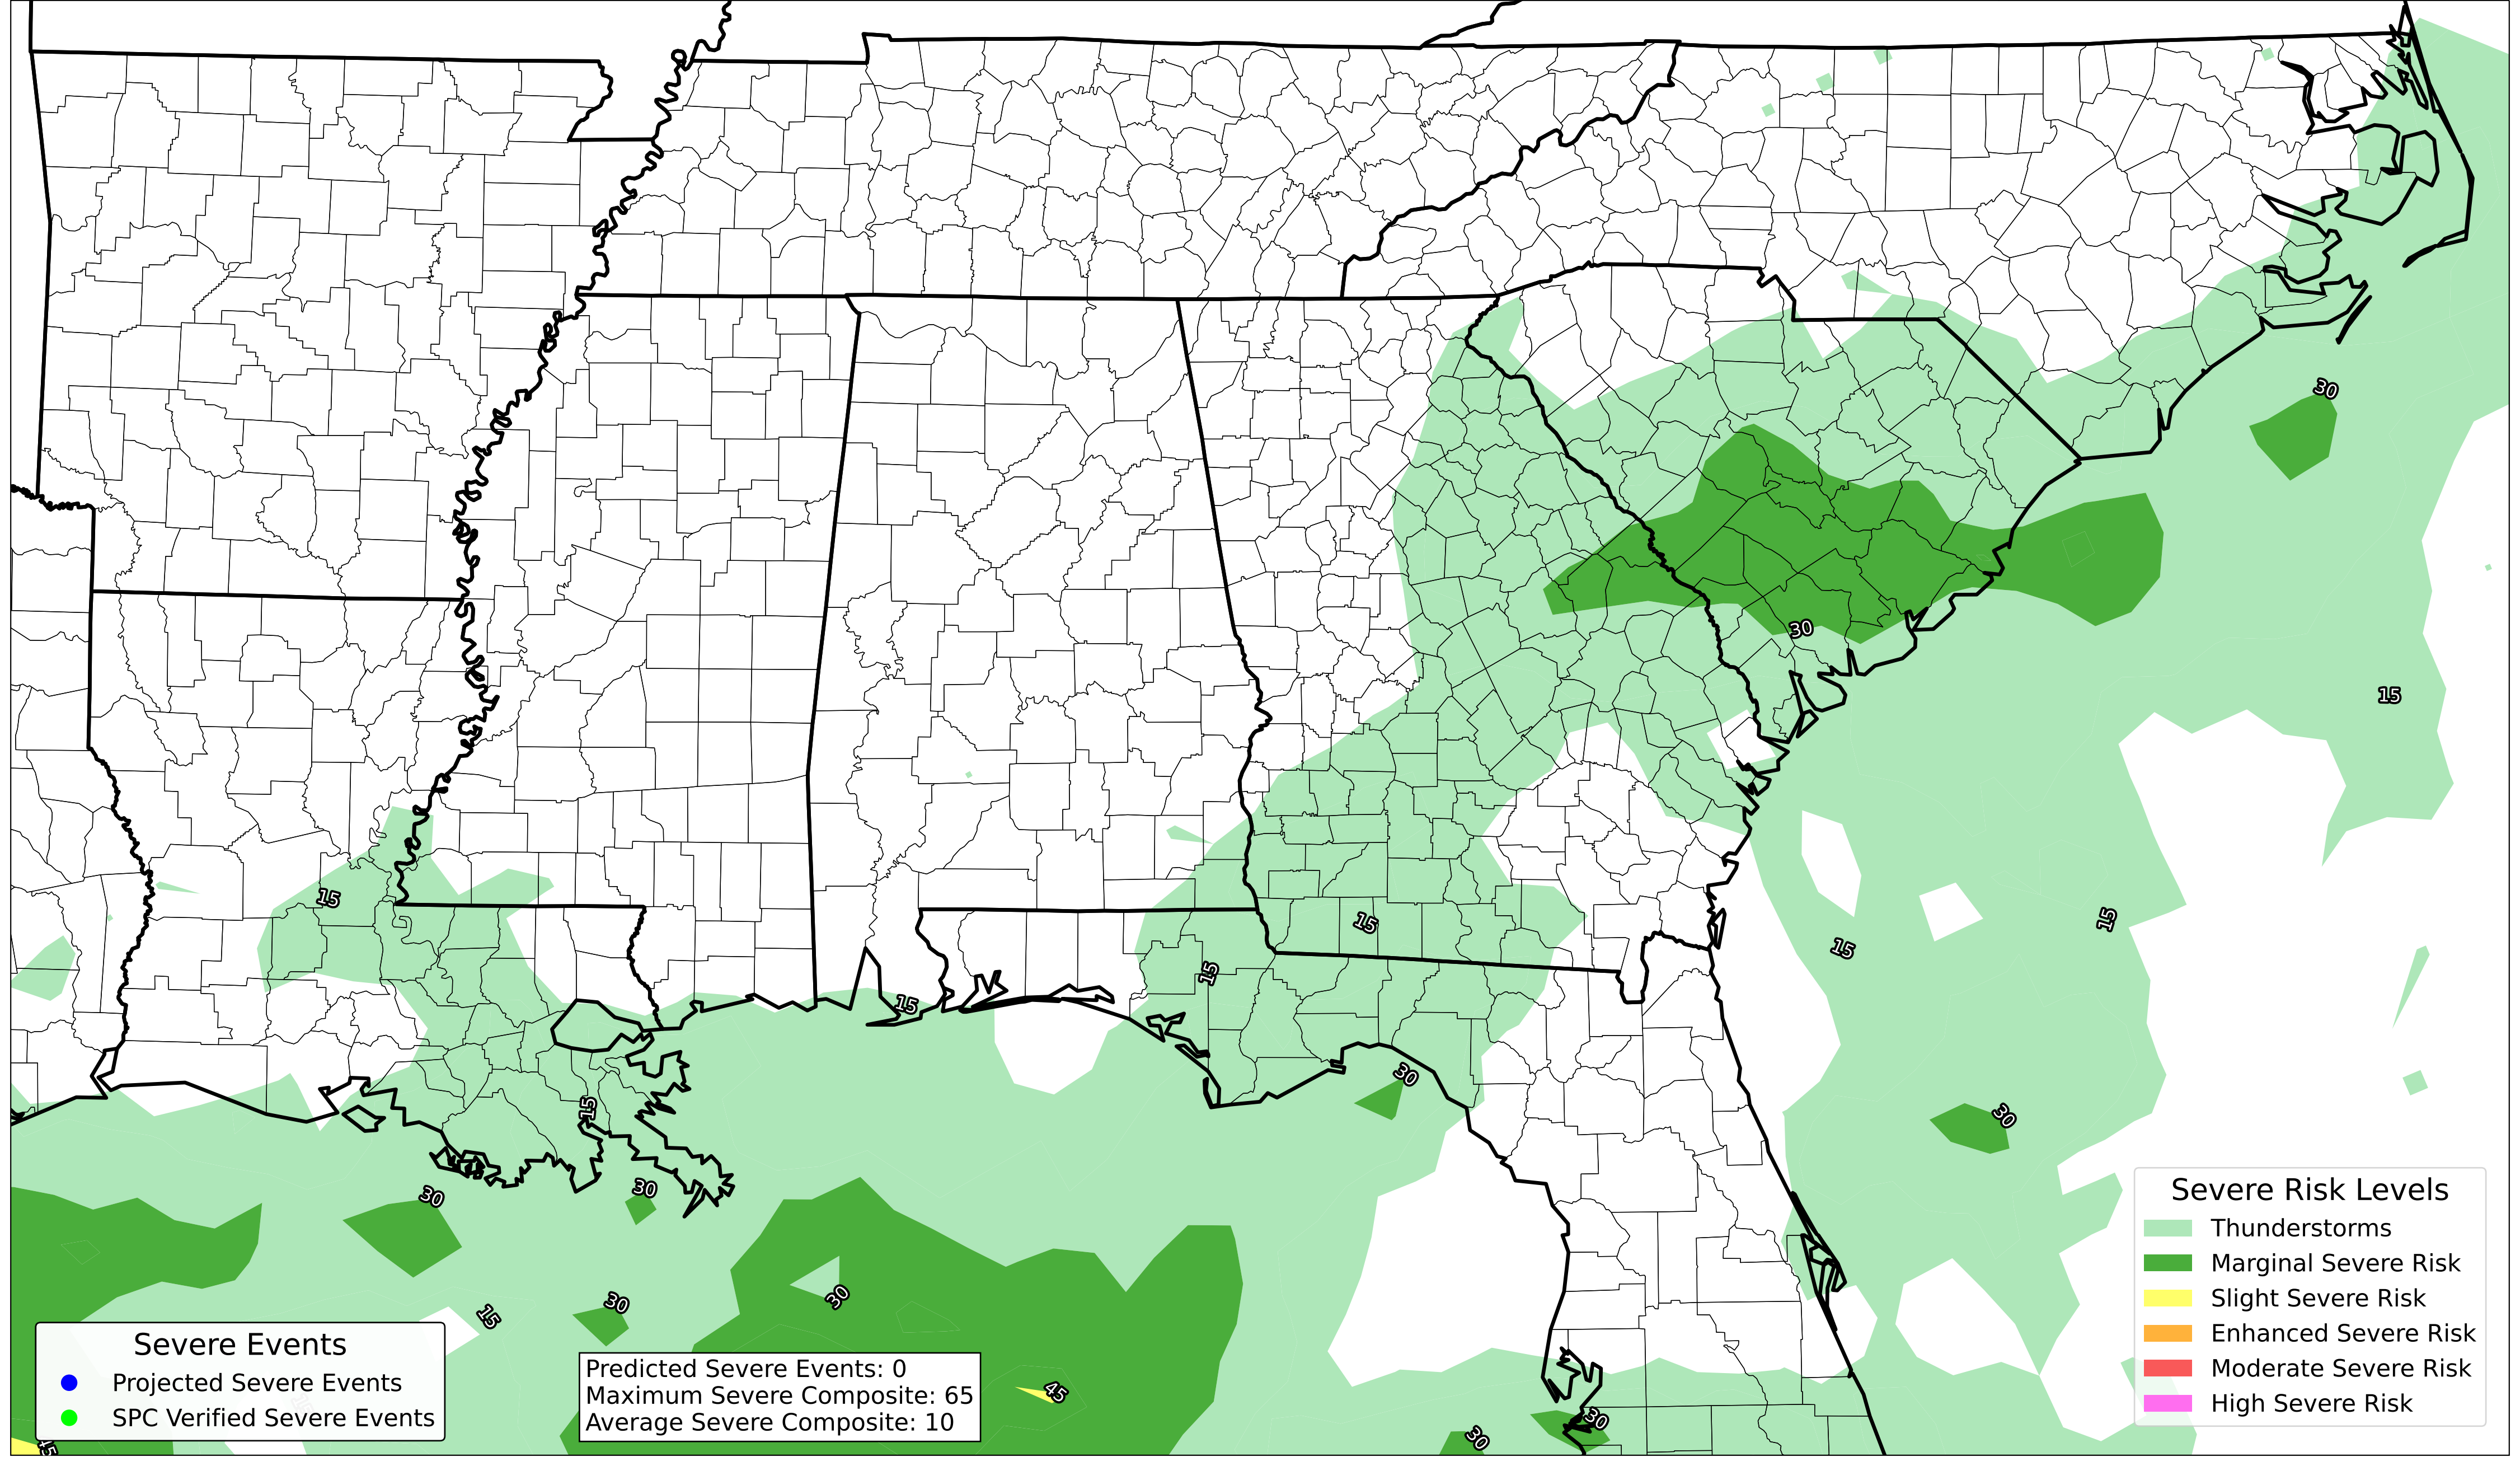 30
30
15
15
15
15
15
15
15
30
30
15
30
30
30
30
15
45
30
30
45
Severe Events
Projected Severe Events
SPC Verified Severe Events
Predicted Severe Events: 0
Maximum Severe Composite: 65
Average Severe Composite: 10
Severe Risk Levels
Thunderstorms
Marginal Severe Risk
Slight Severe Risk
Enhanced Severe Risk
Moderate Severe Risk
High Severe Risk